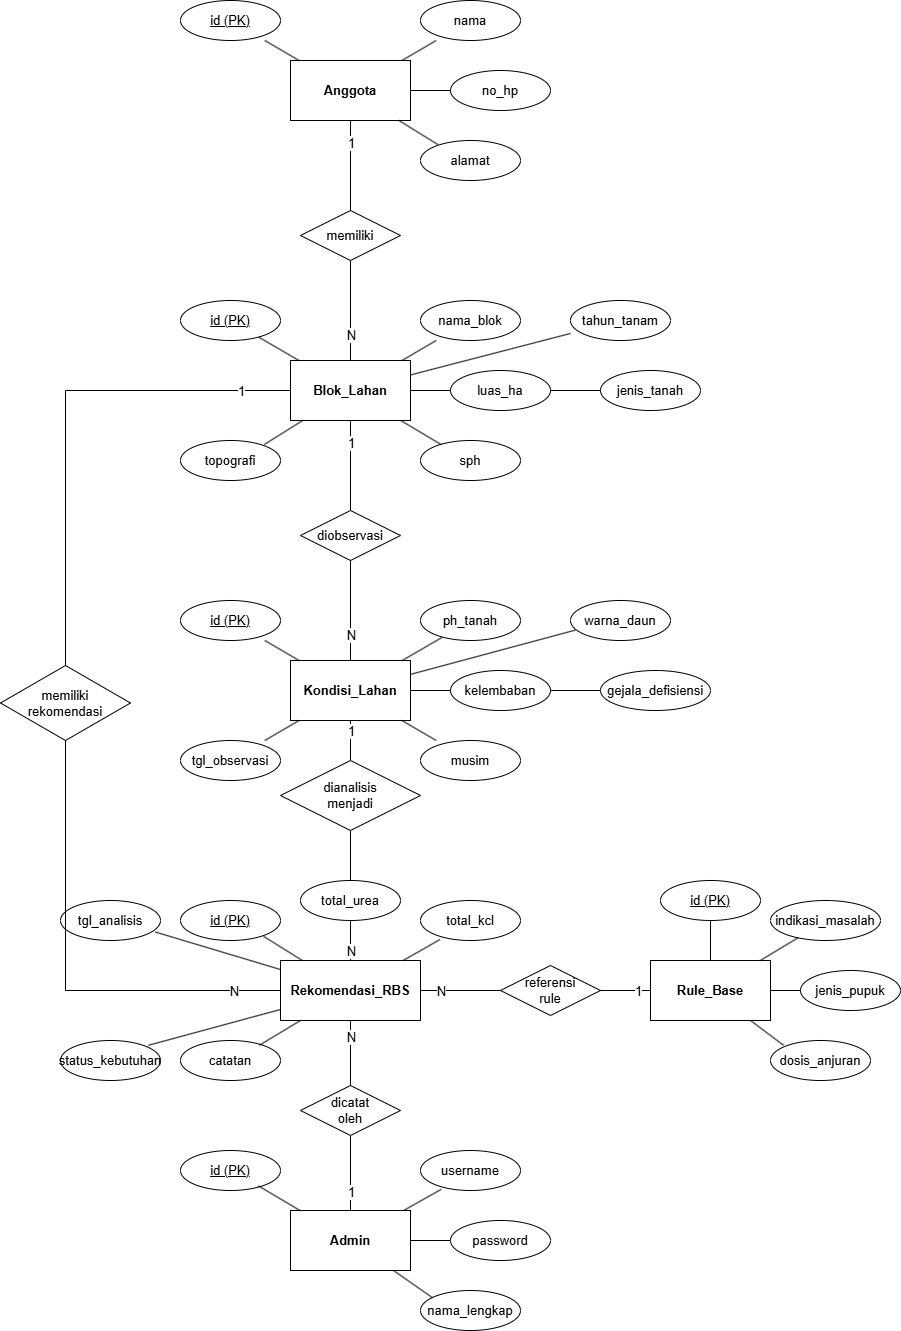 id (PK)
nama
Anggota
no_hp
1
alamat
memiliki
id (PK)
nama_blok
tahun_tanam
N
1
Blok_Lahan
luas_ha
jenis_tanah
1
topografi
sph
diobservasi
id (PK)
ph_tanah
warna_daun
N
Kondisi_Lahan
kelembaban
gejala_defisiensi
memiliki
rekomendasi
1
tgl_observasi
musim
dianalisis
menjadi
total_urea
id (PK)
tgl_analisis
id (PK)
total_kcl
indikasi_masalah
N
N
Rekomendasi_RBS
N
referensi
rule
1
Rule_Base
jenis_pupuk
N
status_kebutuhan
catatan
dosis_anjuran
dicatat
oleh
id (PK)
username
1
Admin
password
nama_lengkap